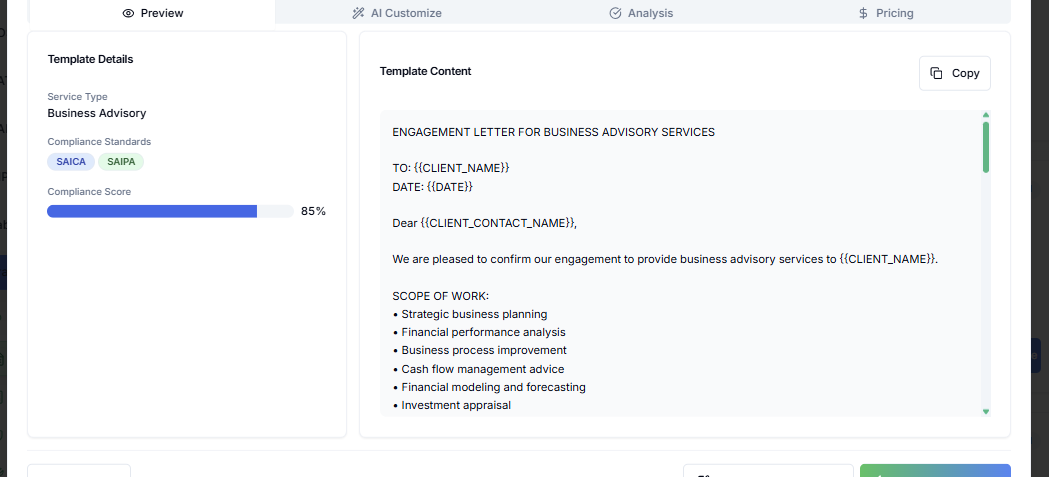 Preview
AI Customize
Analysis
Pricing
Template Details
Service Type
Business Advisory
Compliance Standards
SAICA
SAIPA
Compliance Score
85%
Template Content
Copy
ENGAGEMENT LETTER FOR BUSINESS ADVISORY SERVICES
TO: {{CLIENT_NAME}}
DATE: {{DATE}}
Dear {{CLIENT_CONTACT_NAME}},
We are pleased to confirm our engagement to provide business advisory services to {{CLIENT_NAME}}.
SCOPE OF WORK:
• Strategic business planning
• Financial performance analysis
• Business process improvement
• Cash flow management advice
• Financial modeling and forecasting
• Investment appraisal